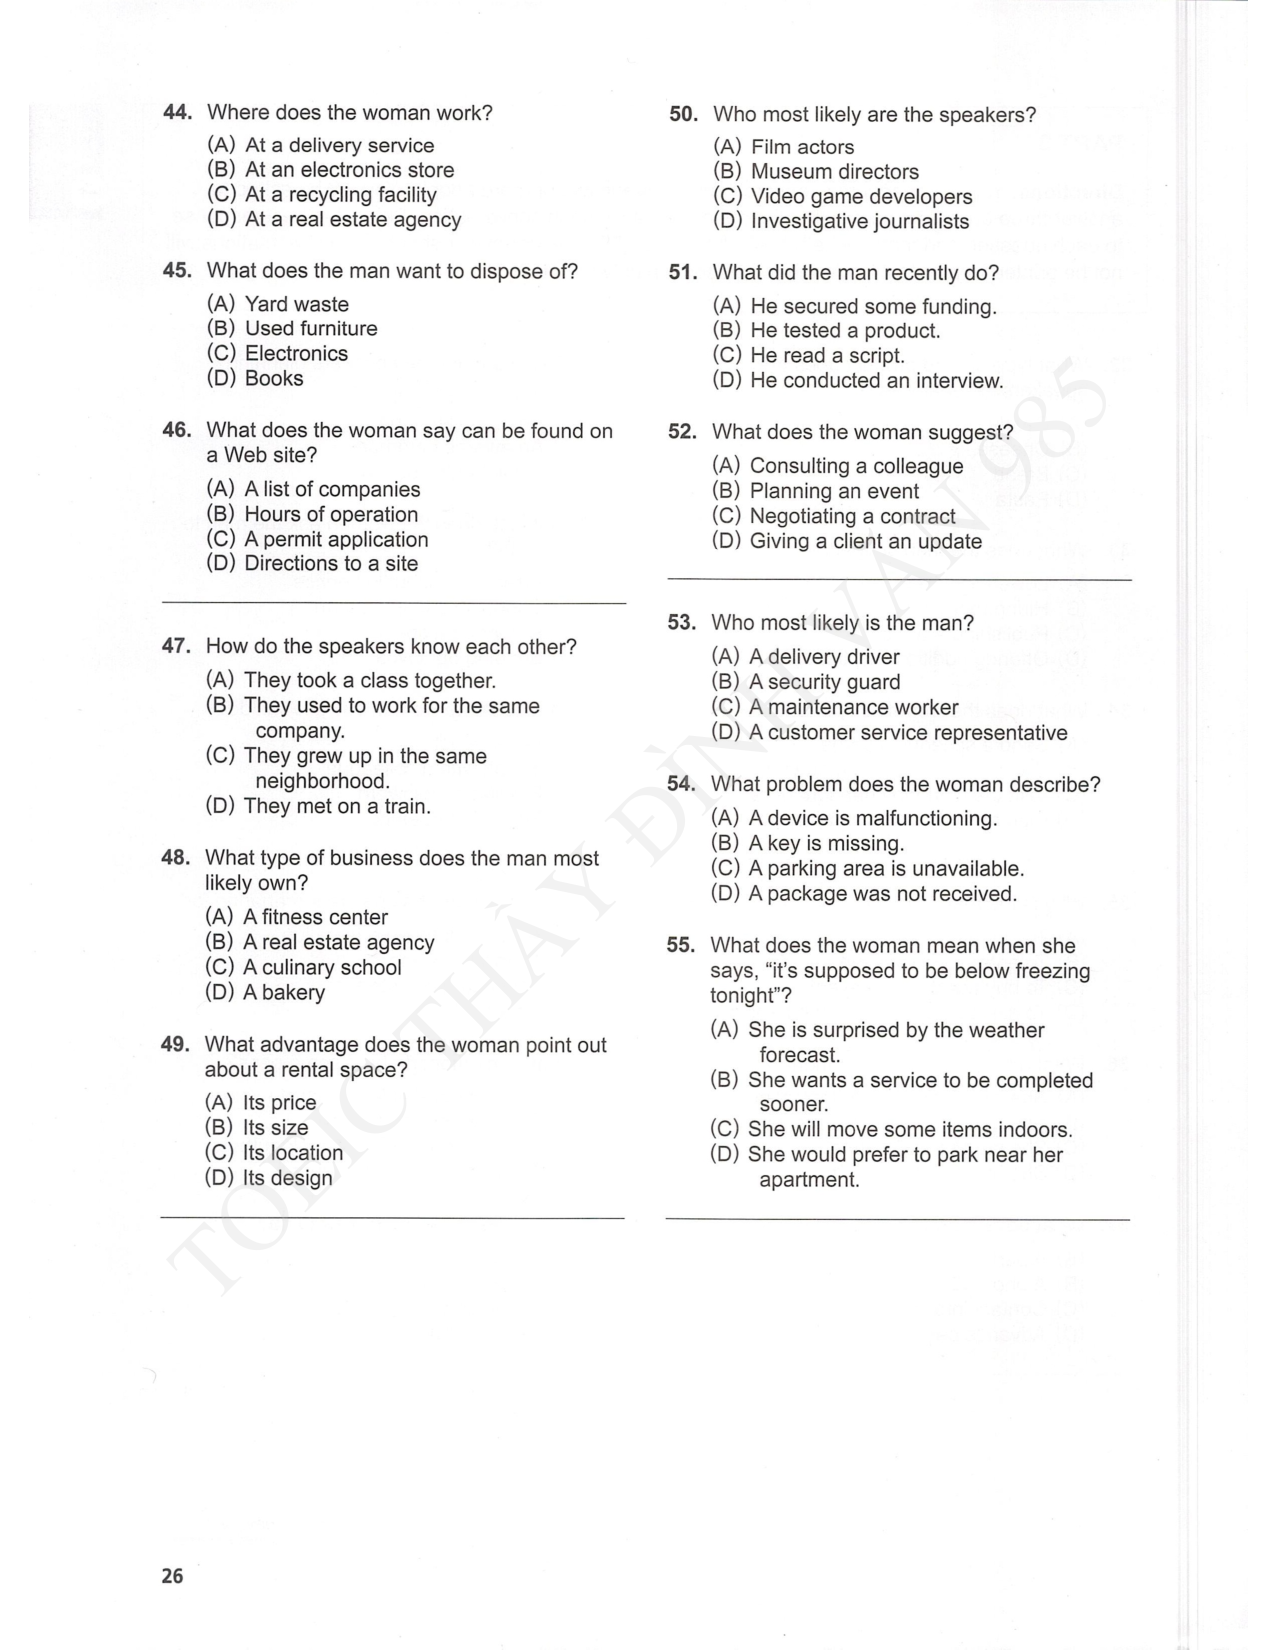 44. Where does the woman work?
(A) At a delivery service
(B) At an electronics store
(C) At a recycling facility
(D) At a real estate agency
45. What does the man want to dispose of?
(A) Yard waste
(B) Used furniture
(C) Electronics
(D) Books
46. What does the woman say can be found on
a Web site?
(A) A list of companies
(B) Hours of operation
(C) A permit application
(D) Directions to a site
47. How do the speakers know each other?
(A) They took a class together.
(B) They used to work for the same
company.
(C) They grew up in the same
neighborhood.
(D) They met on a train.
48. What type of business does the man most
likely own?
(A) A fitness center
(B) A real estate agency
(C) A culinary school
(D) A bakery
49. What advantage does the woman point out
about a rental space?
(A) Its price
(B) Its size
(C) Its location
(D) Its design
50. Who most likely are the speakers?
(A) Film actors
(B) Museum directors
(C) Video game developers
(D) Investigative journalists
51. What did the man recently do?
(A) He secured some funding.
(B) He tested a product.
(C) He read a script.
(D) He conducted an interview.
52. What does the woman suggest?
(A) Consulting a colleague
(B) Planning an event
(C) Negotiating a contract
(D) Giving a client an update
53. Who most likely is the man?
(A) A delivery driver
(B) A security guard
(C) A maintenance worker
(D) A customer service representative
54. What problem does the woman describe?
(A) A device is malfunctioning.
(B) A key is missing.
(C) A parking area is unavailable.
(D) A package was not received.
55. What does the woman mean when she
says, “it’s supposed to be below freezing
tonight”?
(A) She is surprised by the weather
forecast.
(B) She wants a service to be completed
sooner.
(C) She will move some items indoors.
(D) She would prefer to park near her
apartment.
TOEIC THẦY ĐÌNH VĂN 985
26